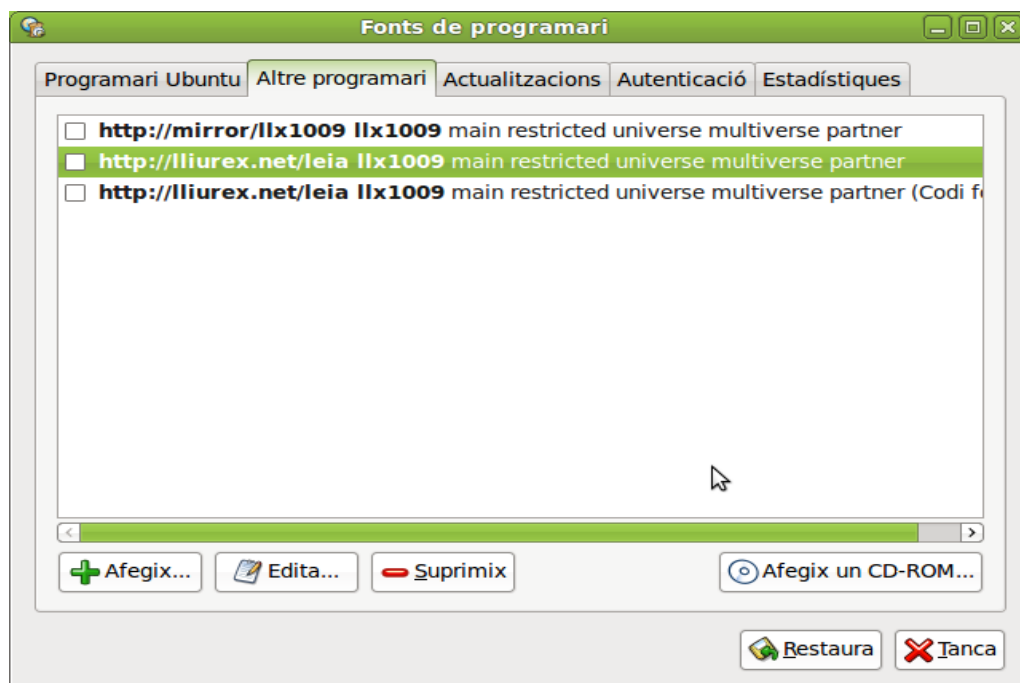 Fonts de programari
Programari Ubuntu Altre programari Actualitzacions Autenticació Estadístiques
http://mirror/llx1009 llx1009 main restricted universe multiverse partner
http://lliurex.net/leia llx1009 main restricted universe multiverse partner
http://lliurex.net/leia llx1009 main restricted universe multiverse partner (Codi
Afegix... Edita... Suprimix Afegix un CD-ROM...
Restaura Tanca